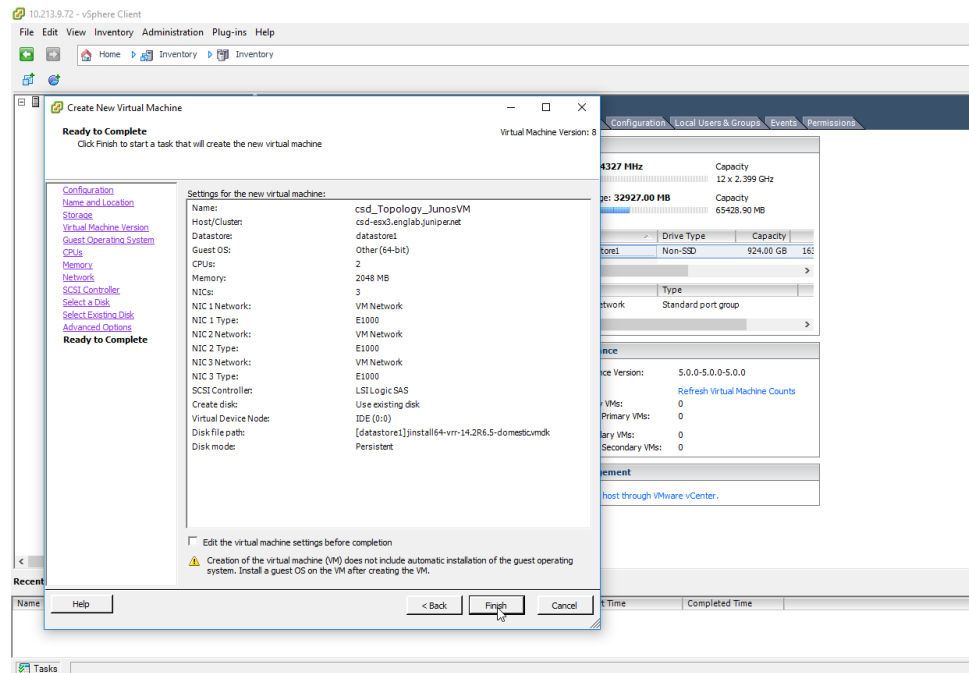 10.213.9.72 - vSphere Client
File Edit View Inventory Administration Plug-ins Help
Home Inventory Inventory
Create New Virtual Machine
Ready to Complete
Click Finish to start a task that will create the new virtual machine
Virtual Machine Version: 8
Configuration
Name and Location
Storage
Virtual Machine Version
Guest Operating System
CPUs
Memory
Network
SCSI Controller
Select a Disk
Select Existing Disk
Advanced Options
Ready to Complete
Settings for the new virtual machine:
Name: csd_Topology_JunosVM
Host/Cluster: csd-esx3.englab.juniper.net
Datastore: datastore1
Guest OS: Other (64-bit)
CPUs: 2
Memory: 2048 MB
NICs: 3
NIC 1 Network: VM Network
NIC 1 Type: E1000
NIC 2 Network: VM Network
NIC 2 Type: E1000
NIC 3 Network: VM Network
NIC 3 Type: E1000
SCSI Controller: LSI Logic SAS
Create disk: Use existing disk
Virtual Device Node: IDE (0:0)
Disk file path: [datastore1]jinstall64-vrr-14.2R6.5-domestic.vmdk
Disk mode: Persistent
Edit the virtual machine settings before completion
Creation of the virtual machine (VM) does not include automatic installation of the guest operating
system. Install a guest OS on the VM after creating the VM.
Help < Back Finish Cancel
Configuration Local Users & Groups Events Permissions
4327 MHz Capacity
12 x 2.399 GHz
ge: 32927.00 MB Capacity
65428.90 MB
Drive Type Capacity
tore1 Non-SSD 924.00 GB 163
Type
etwork Standard port group
nce
ce Version: 5.0.0-5.0.0-5.0.0
Refresh Virtual Machine Counts
VMs: 0
Primary VMs: 0
dary VMs: 0
Secondary VMs: 0
ement
host through VMware vCenter.
Recent
Name t Time Completed Time
Tasks